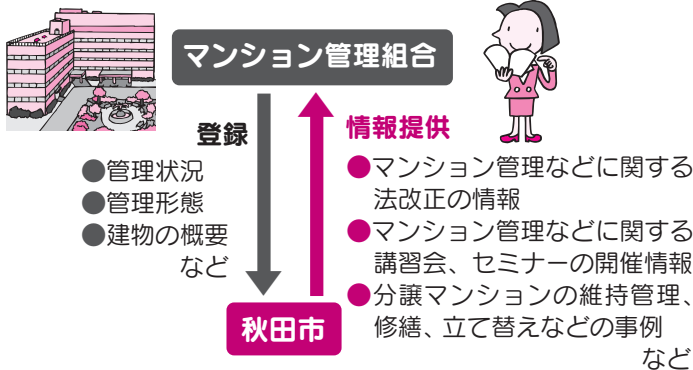 マンション管理組合
登録
●管理状況
●管理形態
●建物の概要
など
情報提供
●マンション管理などに関する
法改正の情報
●マンション管理などに関する
講習会、セミナーの開催情報
●分譲マンションの維持管理、
修繕、立て替えなどの事例
など
秋田市